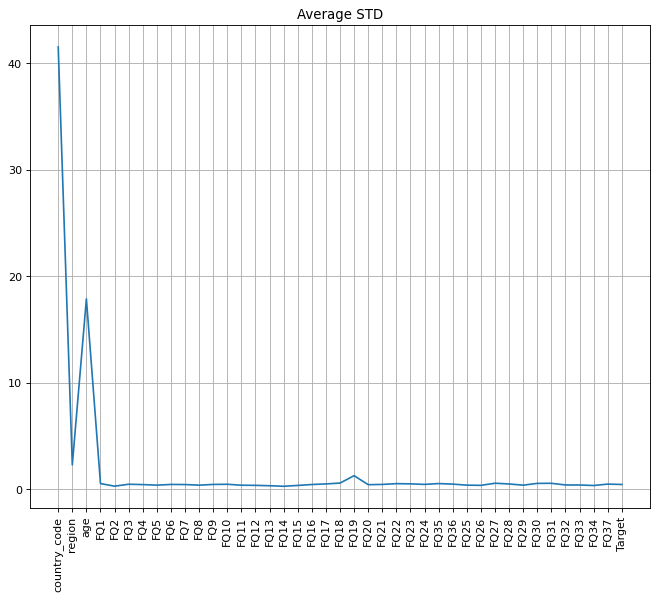 Average STD
40
30
20
10
0
country_code
region
age
FQ1
FQ2
FQ3
FQ4
FQ5
FQ6
FQ7
FQ8
FQ9
FQ10
FQ11
FQ12
FQ13
FQ14
FQ15
FQ16
FQ17
FQ18
FQ19
FQ20
FQ21
FQ22
FQ23
FQ24
FQ35
FQ36
FQ25
FQ26
FQ27
FQ28
FQ29
FQ30
FQ31
FQ32
FQ33
FQ34
FQ37
Target